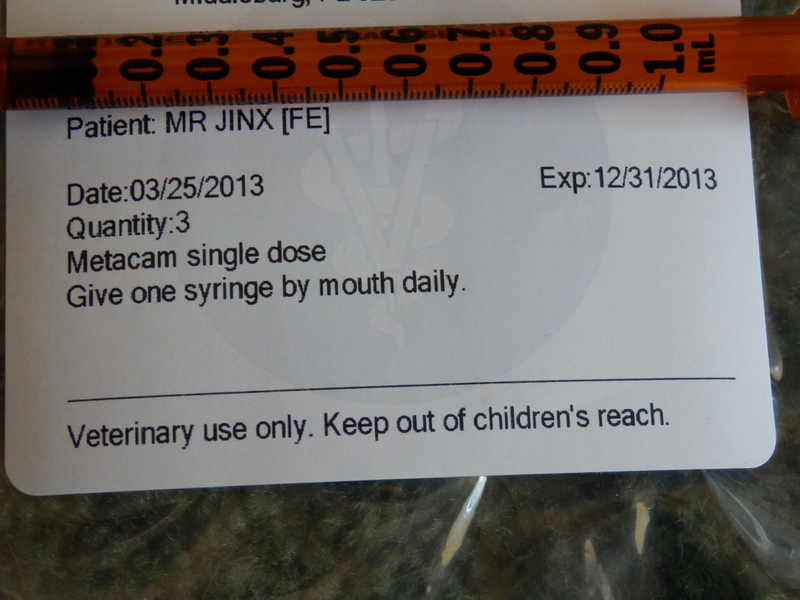 0.2 0.3 0.4 0.5 0.6 0.7 0.8 0.9 1.0 mL
Patient: MR JINX [FE]
Date:03/25/2013 Exp:12/31/2013
Quantity:3
Metacam single dose
Give one syringe by mouth daily.
Veterinary use only. Keep out of children's reach.